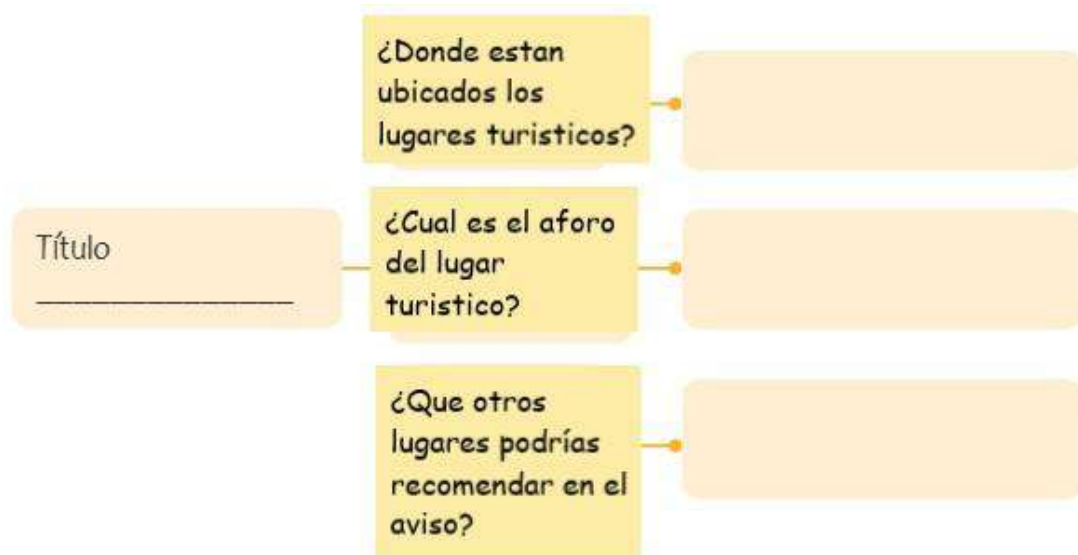 ¿Donde estan
ubicados los
lugares turisticos?
Título
______________
¿Cual es el aforo
del lugar
turistico?
¿Que otros
lugares podrías
recomendar en el
aviso?